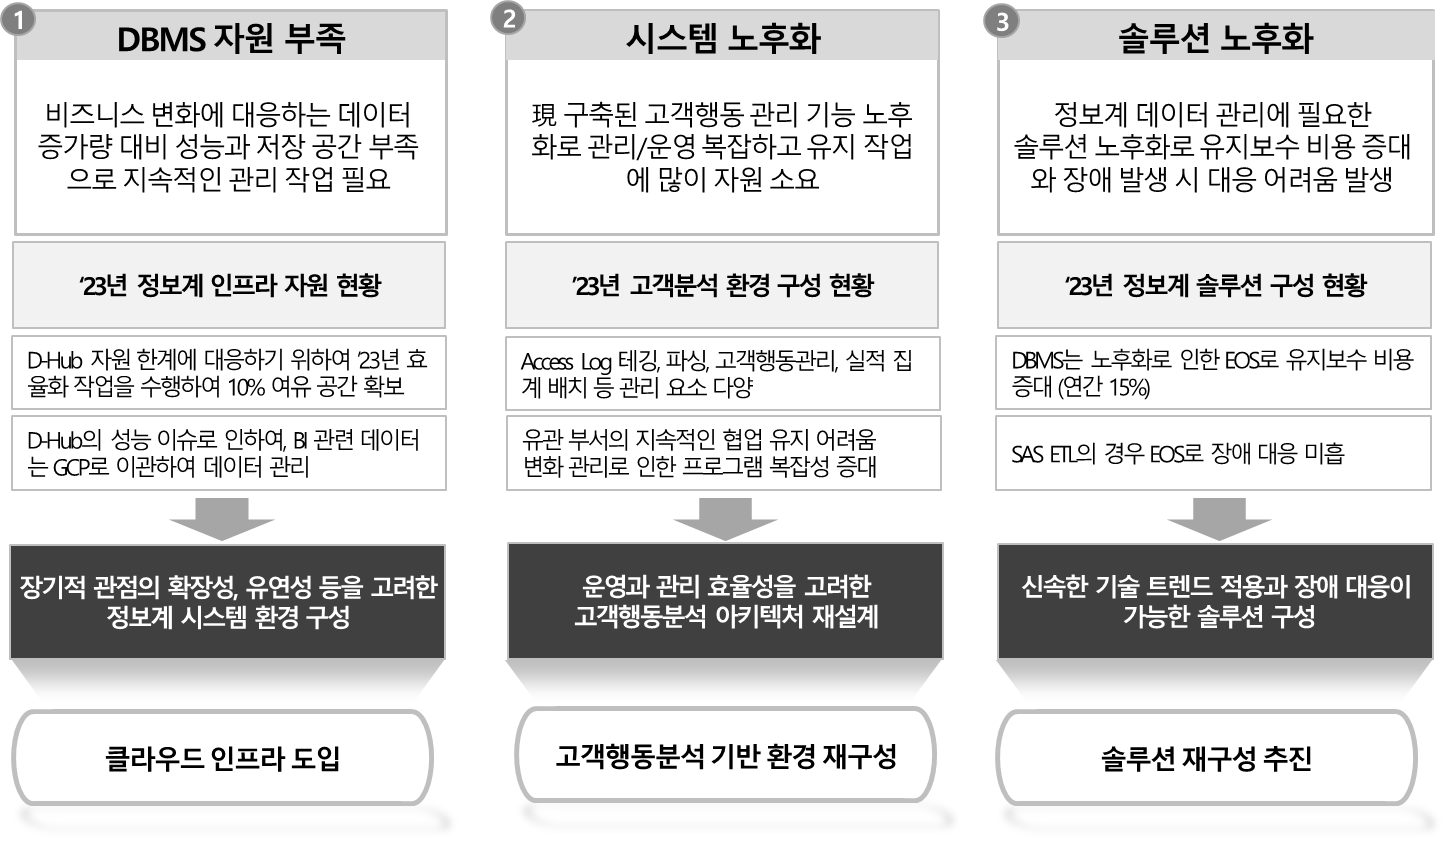 1
DBMS 자원 부족
비즈니스 변화에 대응하는 데이터
증가량 대비 성능과 저장 공간 부족
으로 지속적인 관리 작업 필요
‘23년 정보계 인프라 자원 현황
D-Hub 자원 한계에 대응하기 위하여 ’23년 효
율화 작업을 수행하여 10% 여유 공간 확보
D-Hub의 성능 이슈로 인하여, BI 관련 데이터
는 GCP로 이관하여 데이터 관리
장기적 관점의 확장성, 유연성 등을 고려한
정보계 시스템 환경 구성
클라우드 인프라 도입
2
시스템 노후화
現 구축된 고객행동 관리 기능 노후
화로 관리/운영 복잡하고 유지 작업
에 많이 자원 소요
’23년 고객분석 환경 구성 현황
Access Log 테깅, 파싱, 고객행동관리, 실적 집
계 배치 등 관리 요소 다양
유관 부서의 지속적인 협업 유지 어려움
변화 관리로 인한 프로그램 복잡성 증대
운영과 관리 효율성을 고려한
고객행동분석 아키텍처 재설계
고객행동분석 기반 환경 재구성
3
솔루션 노후화
정보계 데이터 관리에 필요한
솔루션 노후화로 유지보수 비용 증대
와 장애 발생 시 대응 어려움 발생
‘23년 정보계 솔루션 구성 현황
DBMS는 노후화로 인한 EOS로 유지보수 비용
증대 (연간 15%)
SAS ETL의 경우 EOS로 장애 대응 미흡
신속한 기술 트렌드 적용과 장애 대응이
가능한 솔루션 구성
솔루션 재구성 추진